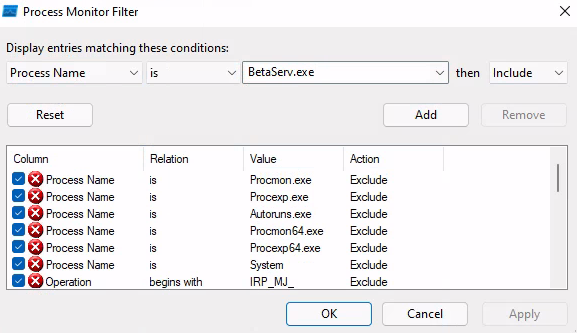 Process Monitor Filter
Display entries matching these conditions:
Process Name is BetaServ.exe then Include
Reset Add Remove
Column Relation Value Action
Process Name is Procmon.exe Exclude
Process Name is Procexp.exe Exclude
Process Name is Autoruns.exe Exclude
Process Name is Procmon64.exe Exclude
Process Name is Procexp64.exe Exclude
Process Name is System Exclude
Operation begins with IRP_MJ_ Exclude
OK Cancel Apply